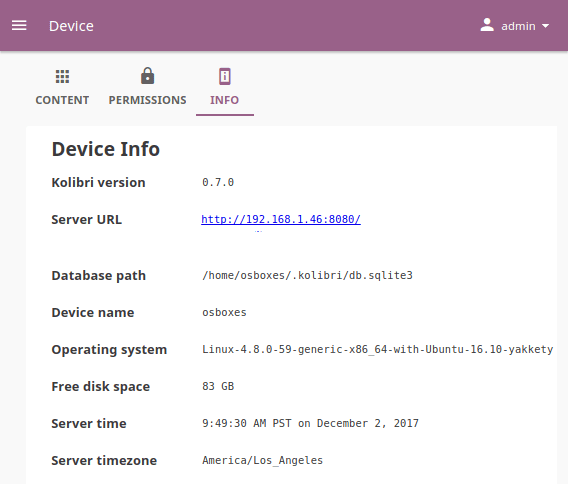 Device
admin
CONTENT PERMISSIONS INFO
Device Info
Kolibri version 0.7.0
Server URL http://192.168.1.46:8080/
Database path /home/osboxes/.kolibri/db.sqlite3
Device name osboxes
Operating system Linux-4.8.0-59-generic-x86_64-with-Ubuntu-16.10-yakkety
Free disk space 83 GB
Server time 9:49:30 AM PST on December 2, 2017
Server timezone America/Los_Angeles